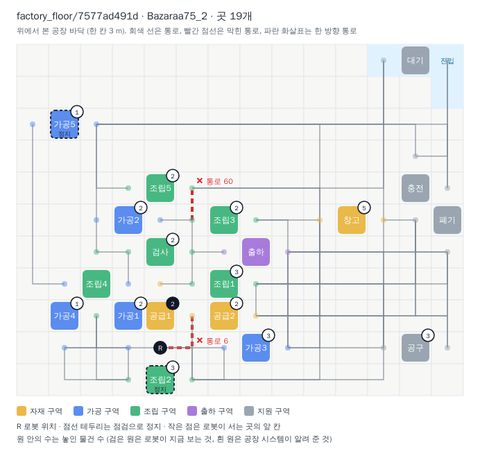 factory_floor/7577ad491d · Bazaraa75_2 · 곳 19개
위에서 본 공장 바닥 (한 칸 3 m). 회색 선은 통로, 빨간 점선은 막힌 통로, 파란 화살표는 한 방향 통로
대기
진입
가공5
1
정지
조립5
2
✕ 통로 60
충전
가공2
2
조립3
2
창고
5
폐기
검사
2
출하
조립4
조립1
3
가공4
1
가공1
2
공급1
2
공급2
2
R
✕ 통로 6
가공3
3
공구
3
조립2
3
정지
자재 구역
가공 구역
조립 구역
출하 구역
지원 구역
R 로봇 위치 · 점선 테두리는 점검으로 정지 · 작은 점은 로봇이 서는 곳의 앞 칸
원 안의 수는 놓인 물건 수 (검은 원은 로봇이 지금 보는 것, 흰 원은 공장 시스템이 알려 준 것)